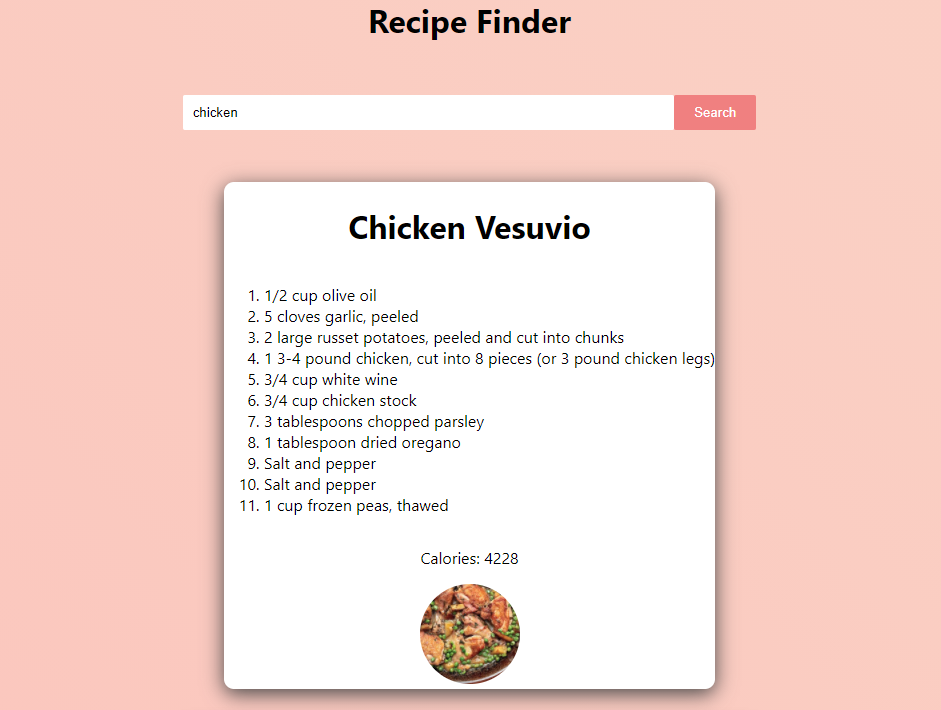 Recipe Finder
chicken
Search
Chicken Vesuvio
1. 1/2 cup olive oil
2. 5 cloves garlic, peeled
3. 2 large russet potatoes, peeled and cut into chunks
4. 1 3-4 pound chicken, cut into 8 pieces (or 3 pound chicken legs)
5. 3/4 cup white wine
6. 3/4 cup chicken stock
7. 3 tablespoons chopped parsley
8. 1 tablespoon dried oregano
9. Salt and pepper
10. Salt and pepper
11. 1 cup frozen peas, thawed
Calories: 4228